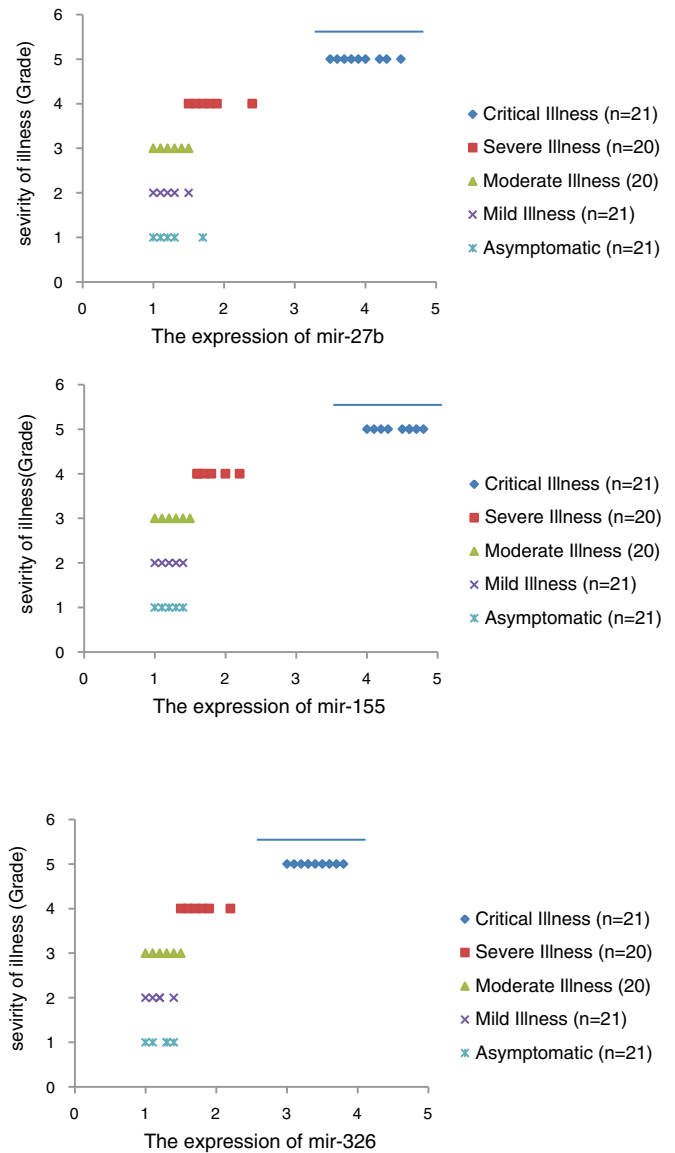 6
5
4
3
2
1
0
sevirity of illness (Grade)
0 1 2 3 4 5
The expression of mir-27b
Critical Illness (n=21)
Severe Illness (n=20)
Moderate Illness (20)
Mild Illness (n=21)
Asymptomatic (n=21)
6
5
4
3
2
1
0
sevirity of illness(Grade)
0 1 2 3 4 5
The expression of mir-155
Critical Illness (n=21)
Severe Illness (n=20)
Moderate Illness (20)
Mild Illness (n=21)
Asymptomatic (n=21)
6
5
4
3
2
1
0
sevirity of illness (Grade)
0 1 2 3 4 5
The expression of mir-326
Critical Illness (n=21)
Severe Illness (n=20)
Moderate Illness (20)
Mild Illness (n=21)
Asymptomatic (n=21)